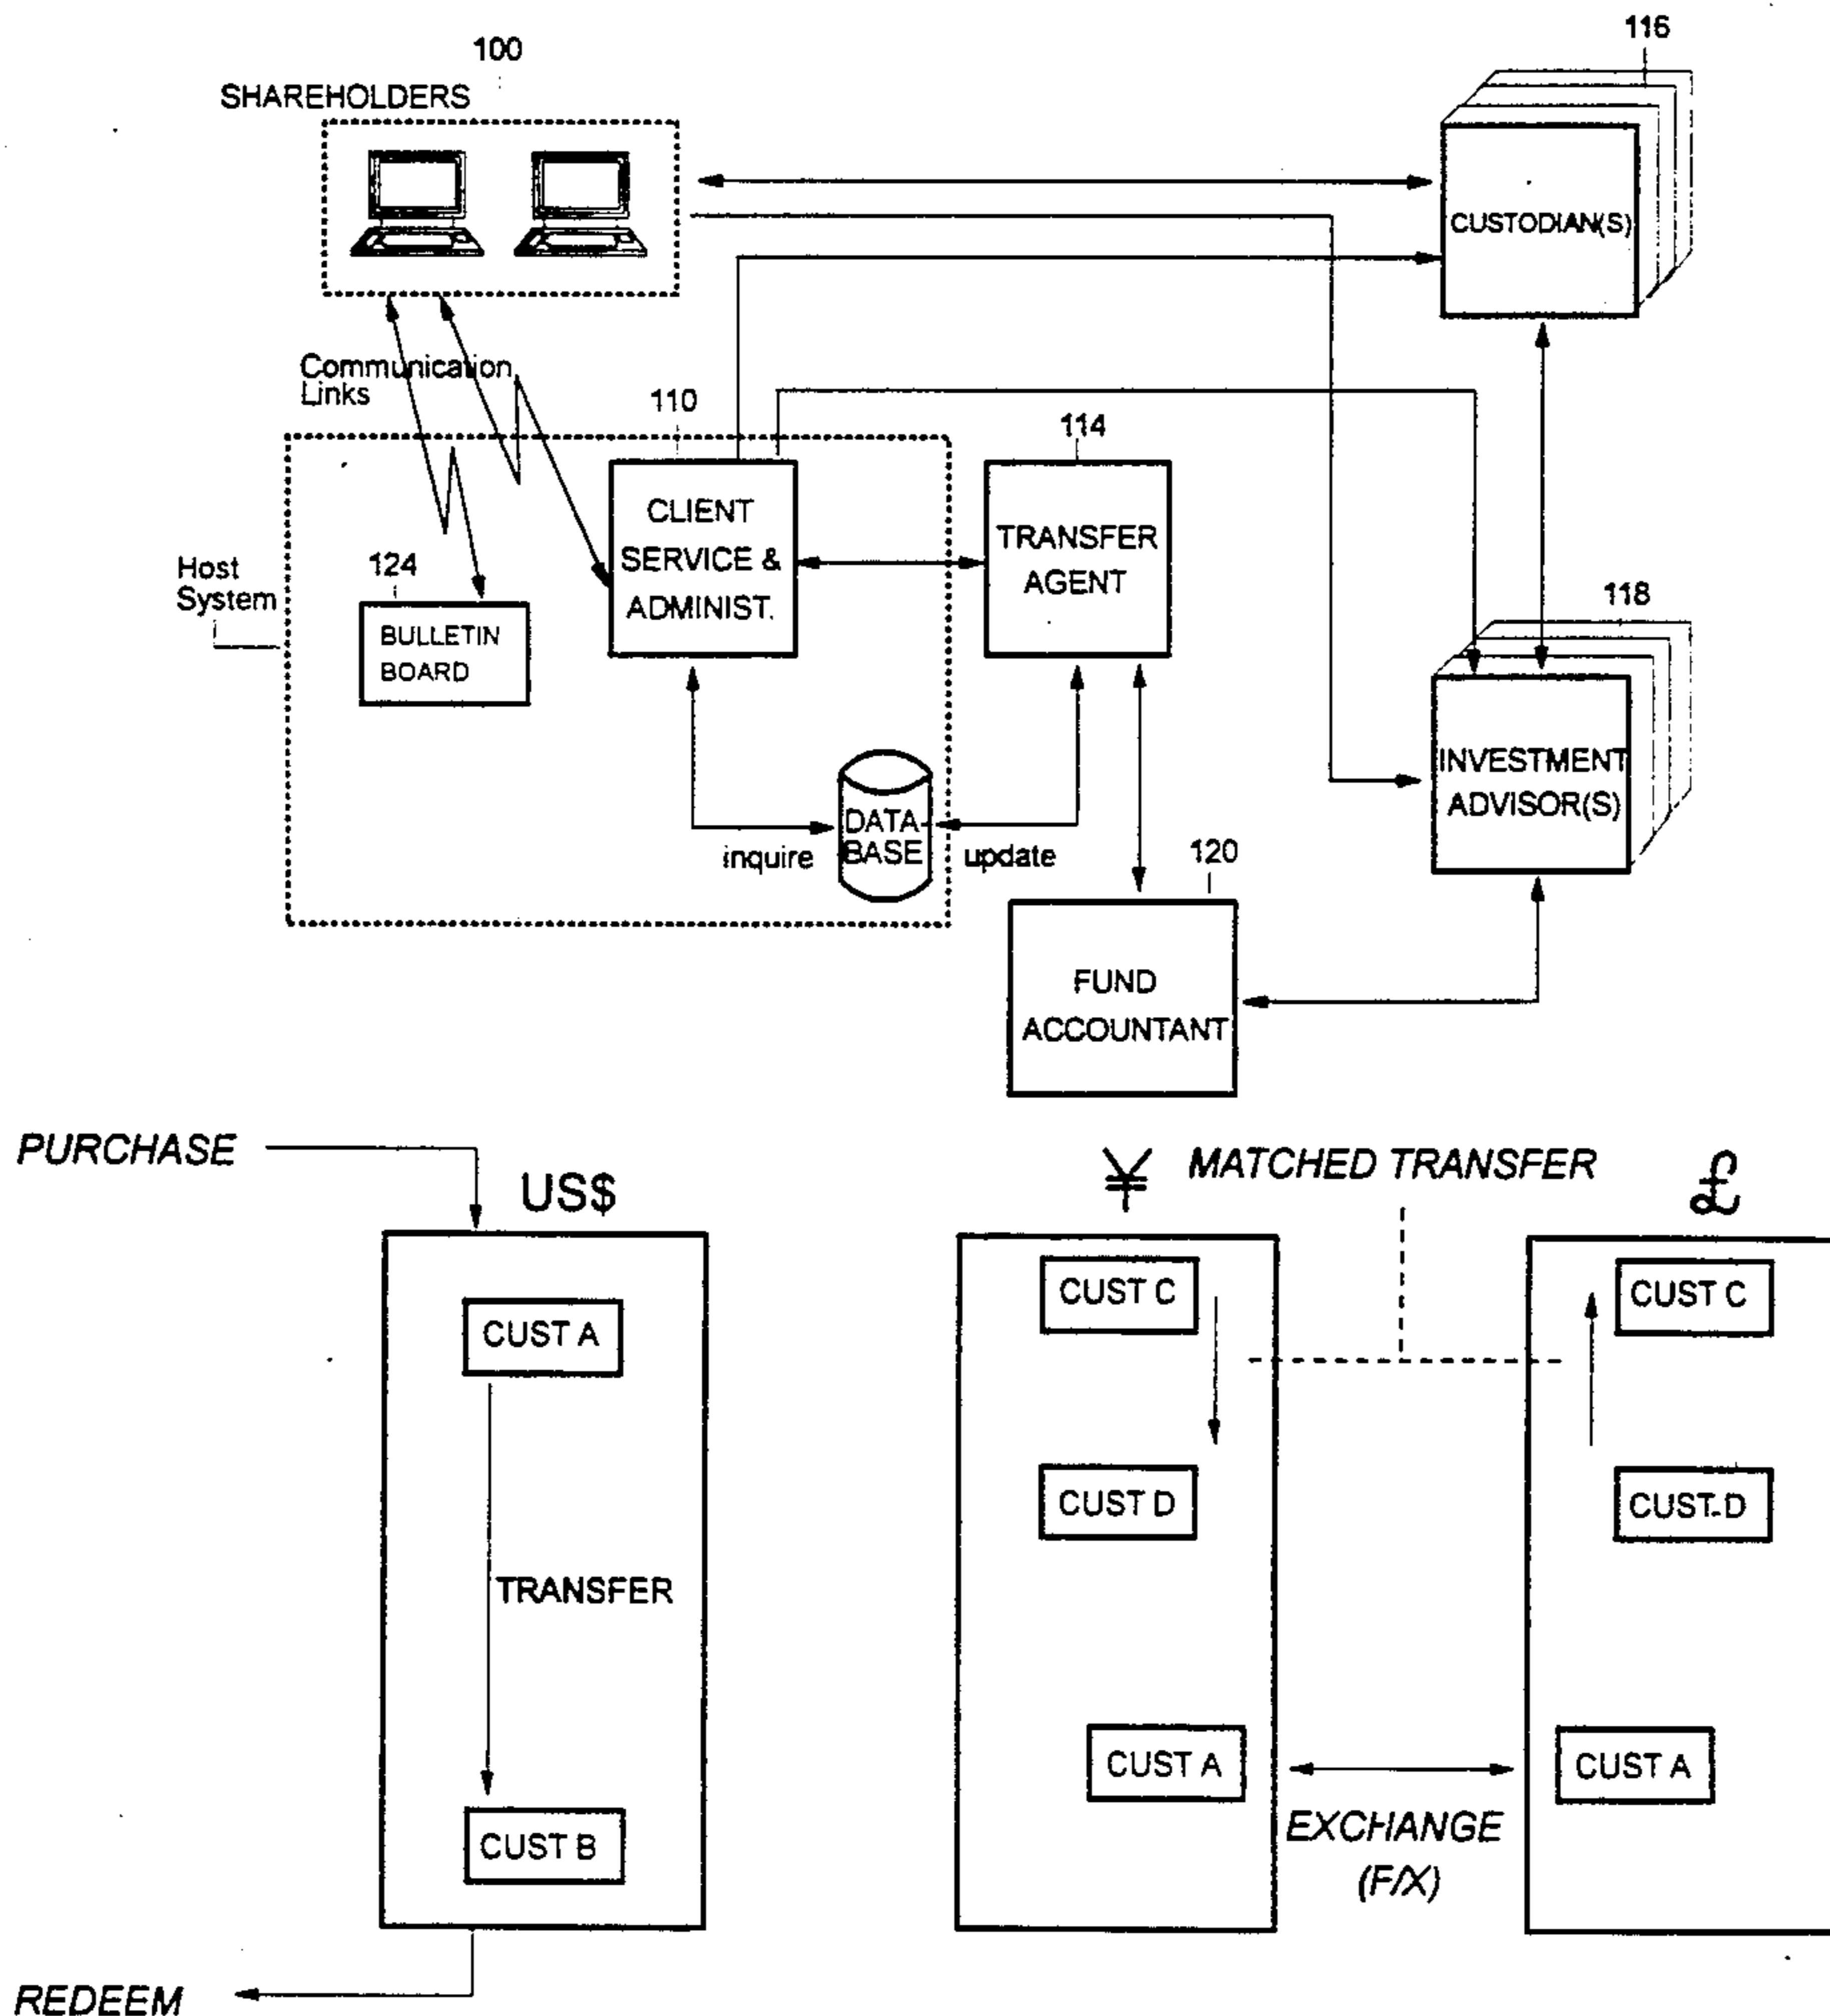 100
SHAREHOLDERS
116
CUSTODIAN(S)
Communication
Links
110
114
CLIENT
SERVICE &
ADMINIST.
TRANSFER
AGENT
Host
System
124
BULLETIN
BOARD
118
INVESTMENT
ADVISOR(S)
DATA-
BASE
inquire
update
120
FUND
ACCOUNTANT
PURCHASE
US$
¥
MATCHED TRANSFER
£
CUST A
CUST C
CUST C
CUST D
CUST-D
TRANSFER
CUST A
CUST A
CUST B
EXCHANGE
(F/X)
REDEEM